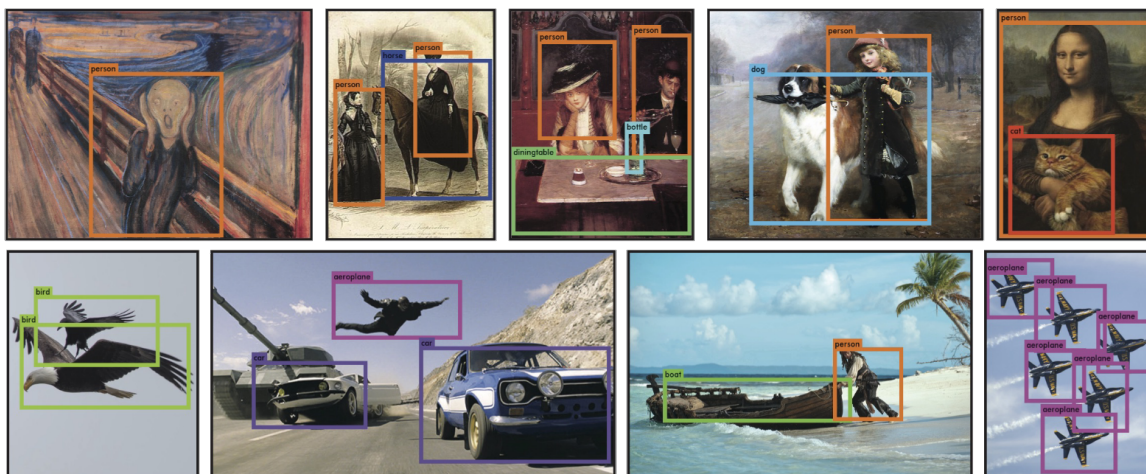 person
person
horse
person
person
person
bottle
diningtable
person
dog
person
cat
bird
bird
aeroplane
car
car
person
boat
aeroplane
aeroplane
aeroplane
aeroplane
aeroplane
aeroplane